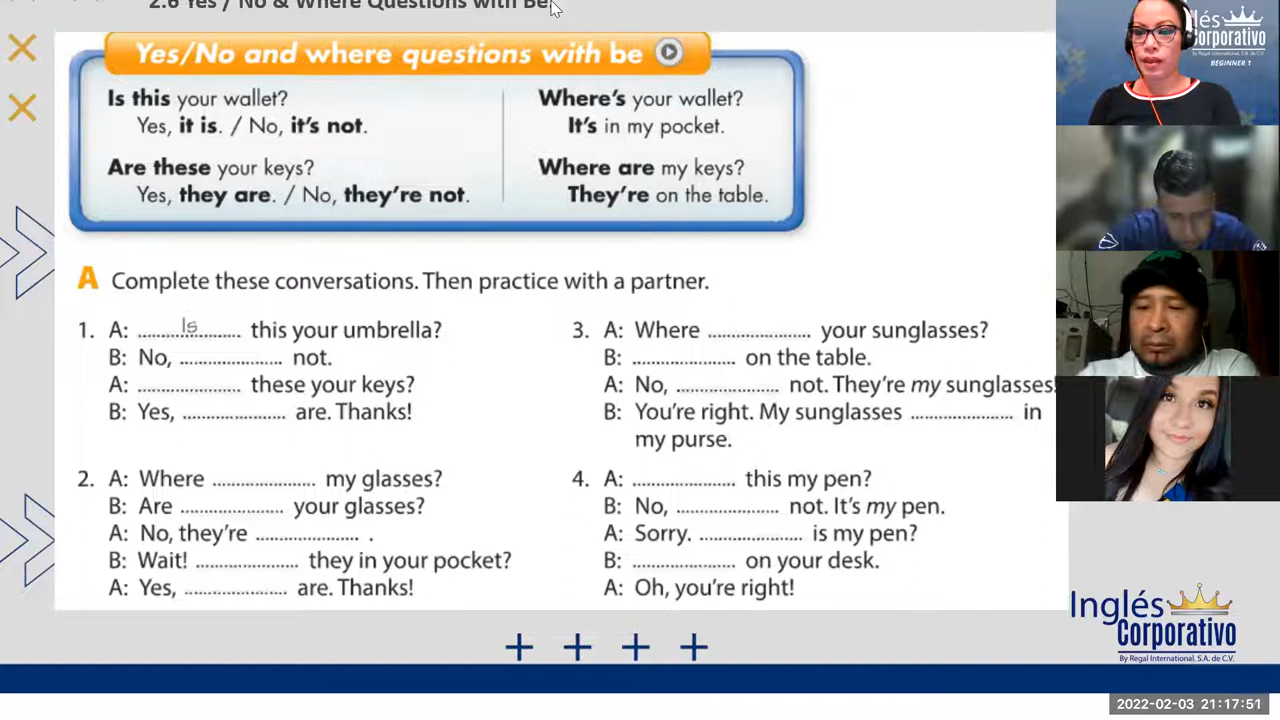 2.6 Yes / No & Where Questions with Be
Yes/No and where questions with be
Is this your wallet?
Yes, it is. / No, it's not.
Are these your keys?
Yes, they are. / No, they're not.
Where's your wallet?
It's in my pocket.
Where are my keys?
They're on the table.
A Complete these conversations. Then practice with a partner.
1. A: ......Is...... this your umbrella?
B: No, ...................... not.
A: ...................... these your keys?
B: Yes, ...................... are. Thanks!
2. A: Where ...................... my glasses?
B: Are ...................... your glasses?
A: No, they're ...................... .
B: Wait! ...................... they in your pocket?
A: Yes, ...................... are. Thanks!
3. A: Where ...................... your sunglasses?
B: ...................... on the table.
A: No, ...................... not. They're my sunglasses!
B: You're right. My sunglasses ...................... in
my purse.
4. A: ...................... this my pen?
B: No, ...................... not. It's my pen.
A: Sorry. ...................... is my pen?
B: ...................... on your desk.
A: Oh, you're right!
lés
Corporativo
By Regal International, S.A. de C.V.
BEGINNER 1
Inglés
Corporativo
By Regal International, S.A. de C.V.
2022-02-03 21:17:51